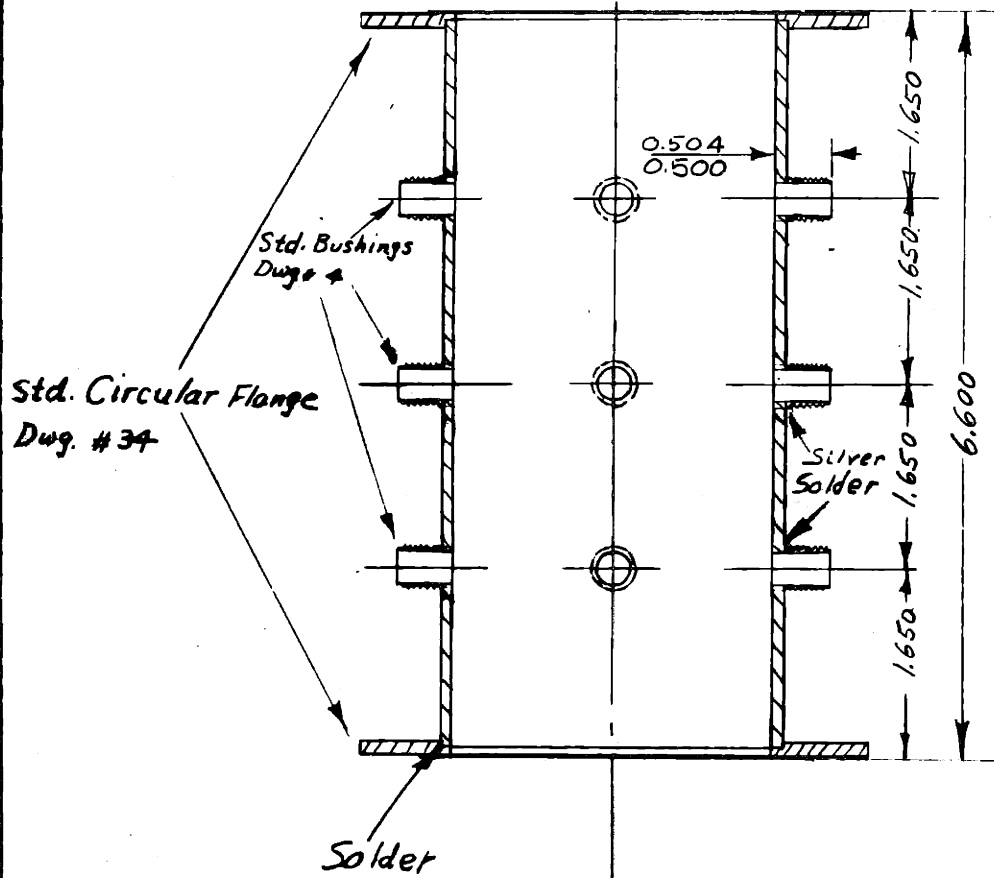 1.650
0.504
0.500
1.650
Std. Bushings
Dwg # 4
std. Circular Flange
Dwg. #34
6.600
Silver
Solder
1.650
1.650
Solder